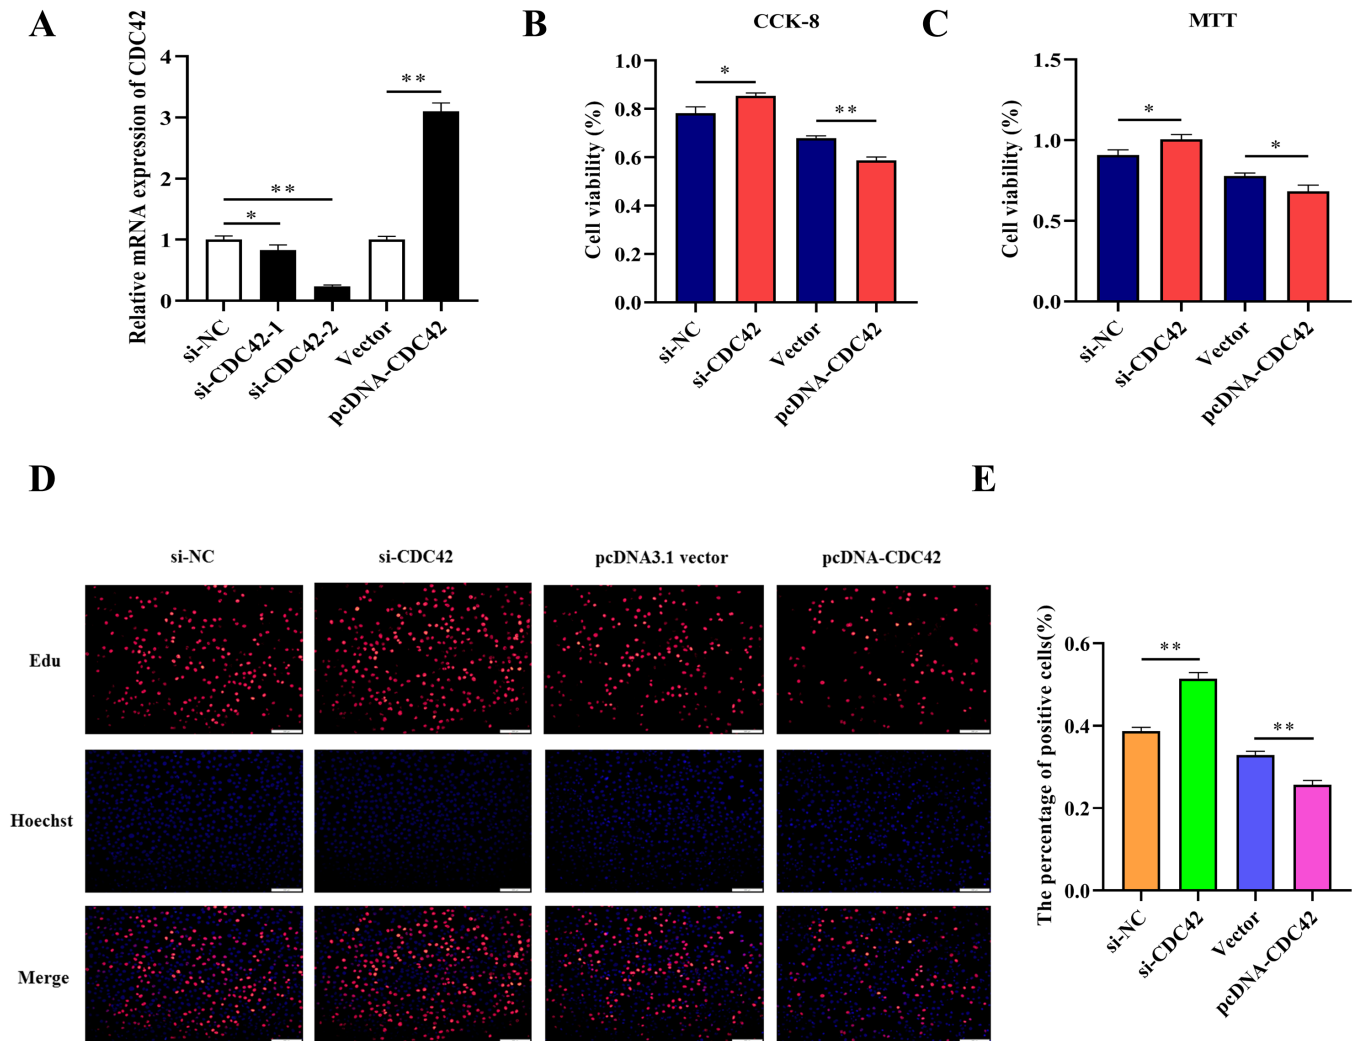 A
Relative mRNA expression of CDC42
4
3
2
1
0
**
**
*
si-NC
si-CDC42-1
si-CDC42-2
Vector
pcDNA-CDC42
B
CCK-8
Cell viability (%)
1.0
0.8
0.6
0.4
0.2
0.0
*
**
si-NC
si-CDC42
Vector
pcDNA-CDC42
C
MTT
Cell viability (%)
1.5
1.0
0.5
0.0
*
*
si-NC
si-CDC42
Vector
pcDNA-CDC42
D
si-NC
si-CDC42
pcDNA3.1 vector
pcDNA-CDC42
Edu
Hoechst
Merge
E
The percentage of positive cells(%)
0.6
0.4
0.2
0.0
**
**
si-NC
si-CDC42
Vector
pcDNA-CDC42